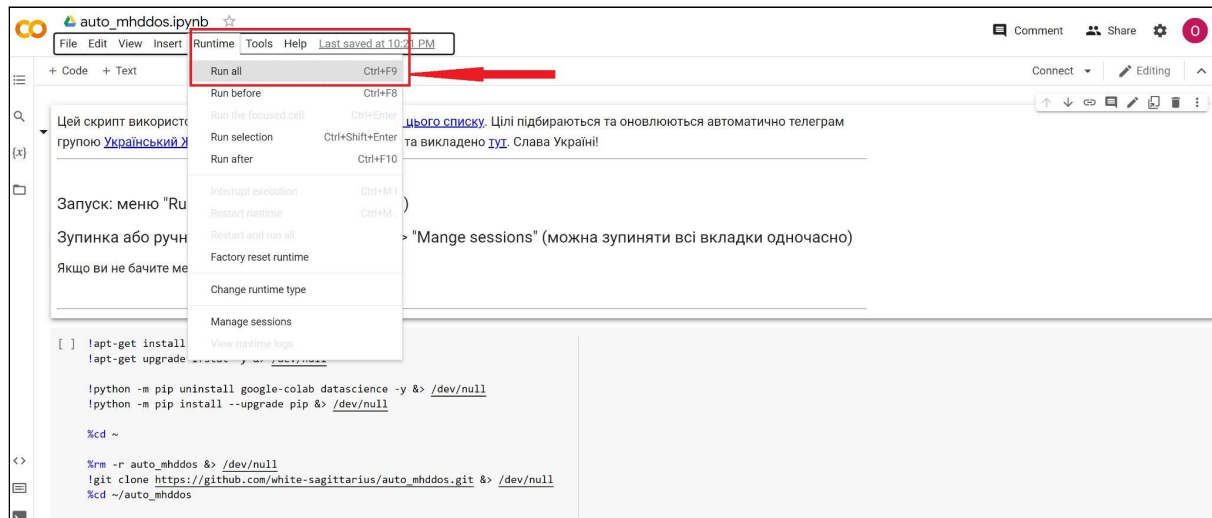 auto_mhddos.ipynb
File Edit View Insert Runtime Tools Help Last saved at 10:21 PM
Comment Share O
+ Code + Text
Connect Editing
Run all Ctrl+F9
Run before Ctrl+F8
Run the focused cell Ctrl+Enter
Run selection Ctrl+Shift+Enter
Run after Ctrl+F10
Interrupt execution Ctrl+M I
Restart runtime Ctrl+M .
Restart and run all
Factory reset runtime
Change runtime type
Manage sessions
View runtime logs
{x}
Цей скрипт цього списку. Цілі підбираються та оновлюються автоматично телеграм
групою Український та викладено тут. Слава Україні!
Запуск: меню "Ru )
Зупинка або > "Mange sessions" (можна зупиняти всі вкладки одночасно)
Якщо ви не бачите
[ ] !apt-get install
!apt-get upgrade -y &> /dev/null
!python -m pip uninstall google-colab datascience -y &> /dev/null
!python -m pip install --upgrade pip &> /dev/null
%cd ~
%rm -r auto_mhddos &> /dev/null
!git clone https://github.com/white-sagittarius/auto_mhddos.git &> /dev/null
%cd ~/auto_mhddos